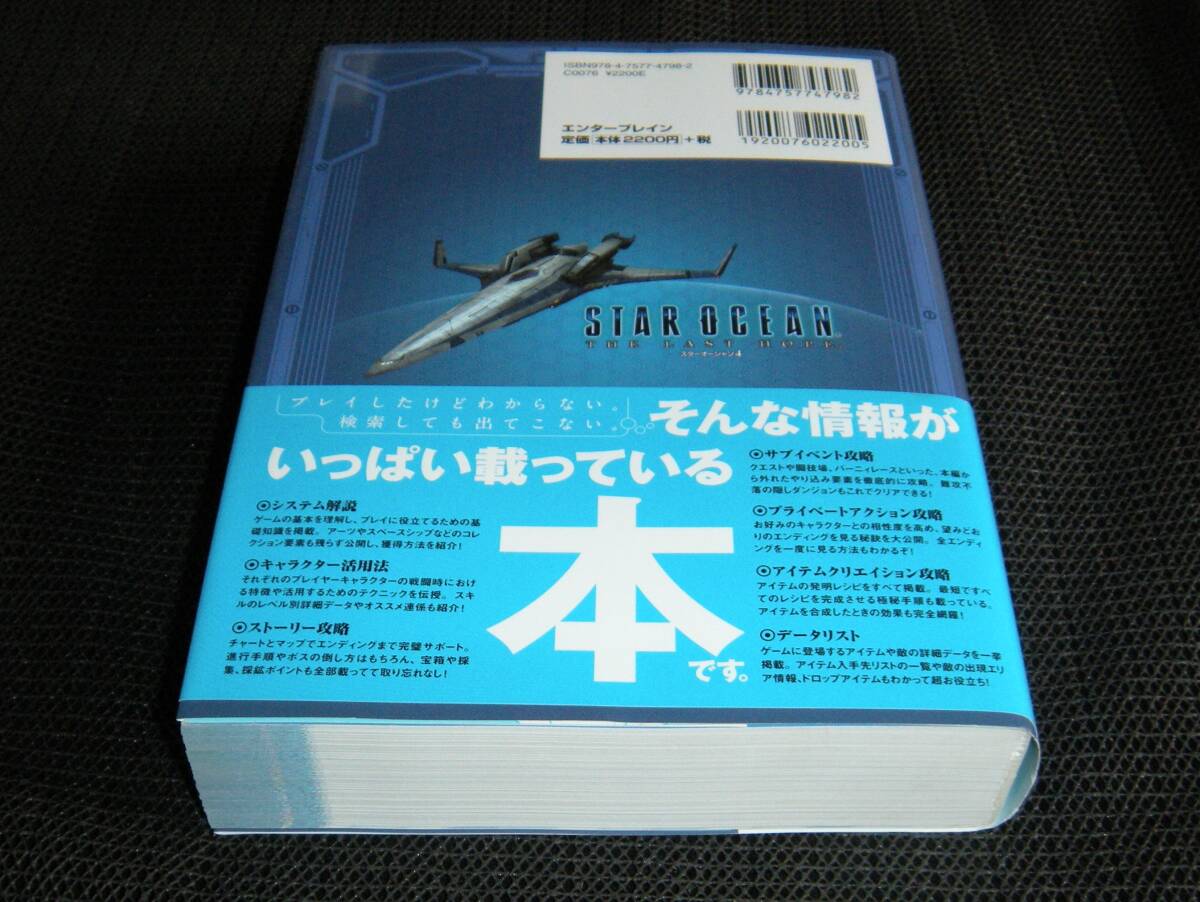 ISBN978-4-7577-4798-2
C0076 ¥2200E
エンターブレイン
定価 本体2200円 +税
9784757747982
1920076022005
STAR OCEAN
THE LAST HOPE
スターオーシャン4
プレイしたけどわからない。
検索しても出てこない。
そんな情報が
いっぱい載っている
本
です。
◉システム解説
ゲームの基本を理解し、プレイに役立てるための基
礎知識を掲載。アーツやスペースシップなどのコレ
クション要素も残らず公開し、獲得方法を紹介!
◉キャラクター活用法
それぞれのプレイヤーキャラクターの戦闘時におけ
る特徴や活用するためのテクニックを伝授。スキ
ルのレベル別詳細データやオススメ連係も紹介!
◉ストーリー攻略
チャートとマップでエンディングまで完璧サポート。
進行手順やボスの倒し方はもちろん、宝箱や採
集、採鉱ポイントも全部載ってて取り忘れなし!
◉サブイベント攻略
クエストや闘技場、バーニィレースといった、本編か
ら外れたやり込み要素を徹底的に攻略。難攻不
落の隠しダンジョンもこれでクリアできる!
◉プライベートアクション攻略
お好みのキャラクターとの相性度を高め、望みどお
りのエンディングを見る秘訣を大公開。全エンディ
ングを一度に見る方法もわかるぞ!
◉アイテムクリエイション攻略
アイテムの発明レシピをすべて掲載。最短ですべ
てのレシピを完成させる極秘手順も載っている。
アイテムを合成したときの効果も完全網羅!
◉データリスト
ゲームに登場するアイテムや敵の詳細データを一挙
掲載。アイテム入手先リストの一覧や敵の出現エリ
ア情報、ドロップアイテムもわかって超お役立ち!